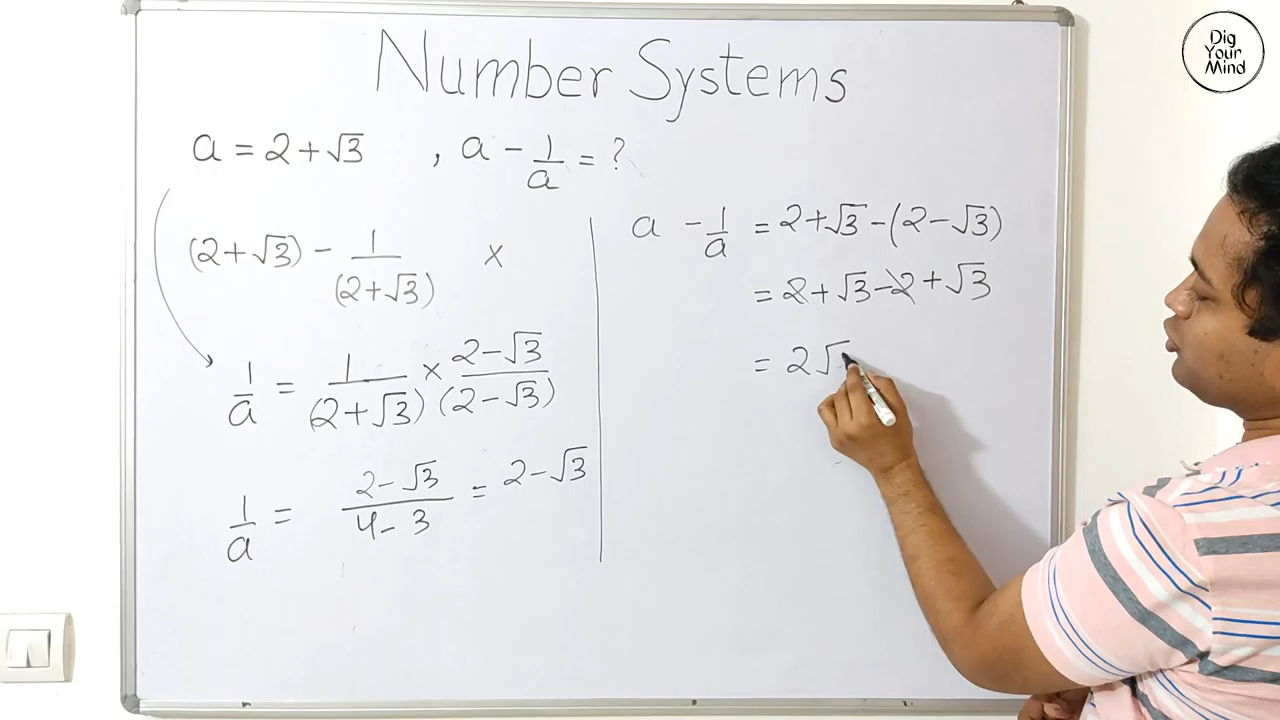 Number Systems
Dig
Your
Mind
a = 2 + √3 , a - 1/a = ?
(2 + √3) - 1/(2 + √3) ×
1/a = 1/(2 + √3) × (2 - √3)/(2 - √3)
1/a = (2 - √3)/(4 - 3) = 2 - √3
a - 1/a = 2 + √3 - (2 - √3)
= 2 + √3 - 2 + √3
= 2√